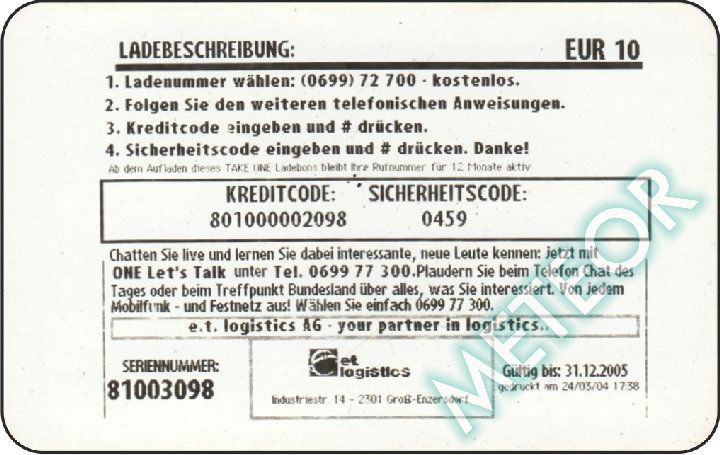 LADEBESCHREIBUNG: EUR 10
1. Ladenummer wählen: (0699) 72 700 - kostenlos.
2. Folgen Sie den weiteren telefonischen Anweisungen.
3. Kreditcode eingeben und # drücken.
4. Sicherheitscode eingeben und # drücken. Danke!
Ab dem Aufladen dieses TAKE ONE Ladebons bleibt Ihre Rufnummer für 12 Monate aktiv
KREDITCODE: SICHERHEITSCODE:
801000002098 0459
Chatten Sie live und lernen Sie dabei interessante, neue Leute kennen: jetzt mit
ONE Let's Talk unter Tel. 0699 77 300.Plaudern Sie beim Telefon Chat des
Tages oder beim Treffpunkt Bundesland über alles, was Sie interessiert. Von jedem
Mobilfunk - und Festnetz aus! Wählen Sie einfach 0699 77 300.
e.t. logistics AG - your partner in logistics..
SERIENNUMMER:
81003098
et
logistics
Industriestr. 14 - 2301 Groß-Enzersdorf
Gültig bis: 31.12.2005
gedruckt am 24/03/04 17:38
METEOR